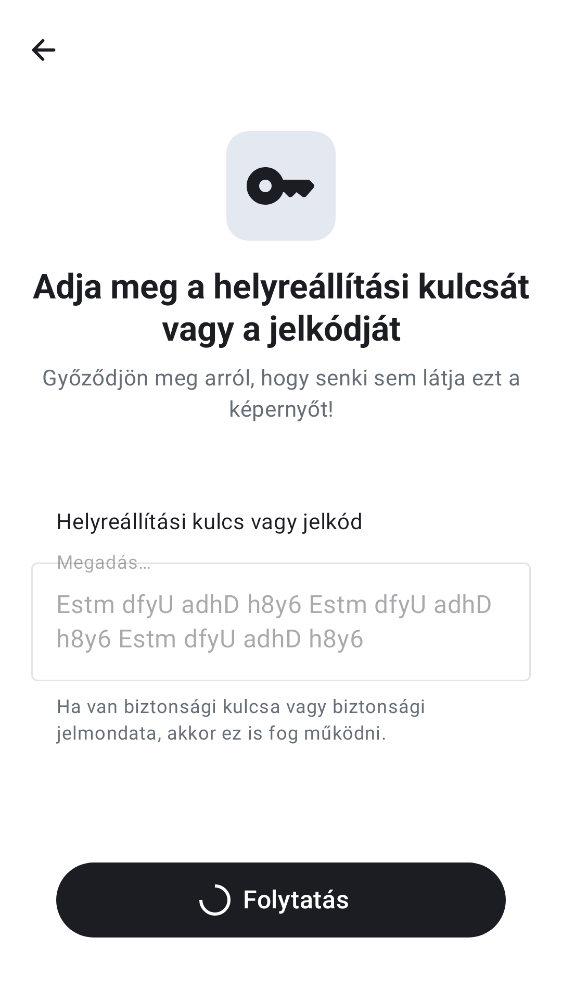 Adja meg a helyreállítási kulcsát
vagy a jelkódját
Győződjön meg arról, hogy senki sem látja ezt a
képernyőt!
Helyreállítási kulcs vagy jelkód
Megadás…
Estm dfyU adhD h8y6 Estm dfyU adhD
h8y6 Estm dfyU adhD h8y6
Ha van biztonsági kulcsa vagy biztonsági
jelmondata, akkor ez is fog működni.
Folytatás